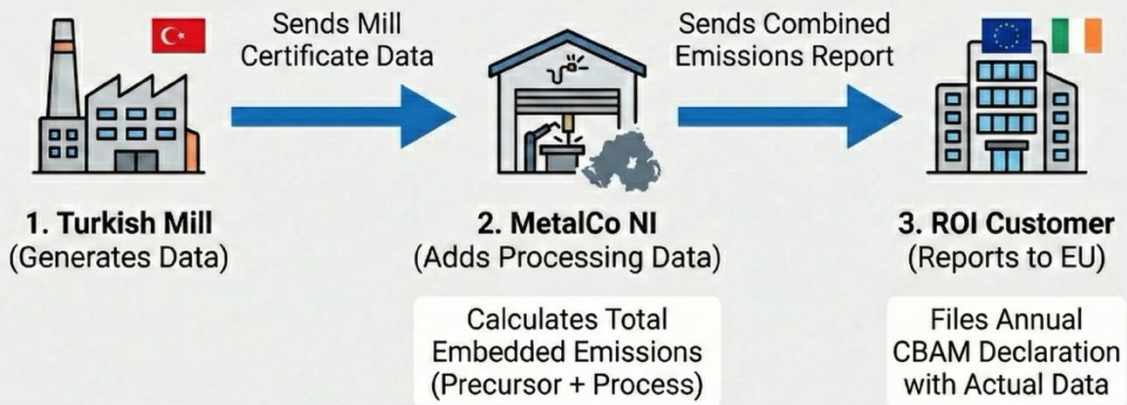 Sends Mill
Certificate Data
Sends Combined
Emissions Report
1. Turkish Mill
(Generates Data)
2. MetalCo NI
(Adds Processing Data)
3. ROI Customer
(Reports to EU)
Calculates Total
Embedded Emissions
(Precursor + Process)
Files Annual
CBAM Declaration
with Actual Data